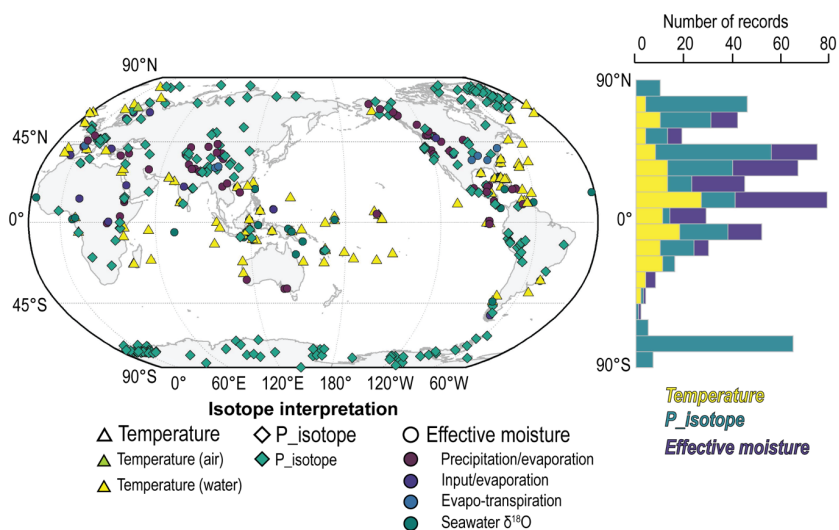 Number of records
0 20 40 60 80
90°N
45°N
0°
45°S
90°S
0° 60°E 120°E 180° 120°W 60°W
90°N
0°
90°S
Isotope interpretation
Temperature
Temperature (air)
Temperature (water)
P_isotope
P_isotope
Effective moisture
Precipitation/evaporation
Input/evaporation
Evapo-transpiration
Seawater δ¹⁸O
Temperature
P_isotope
Effective moisture